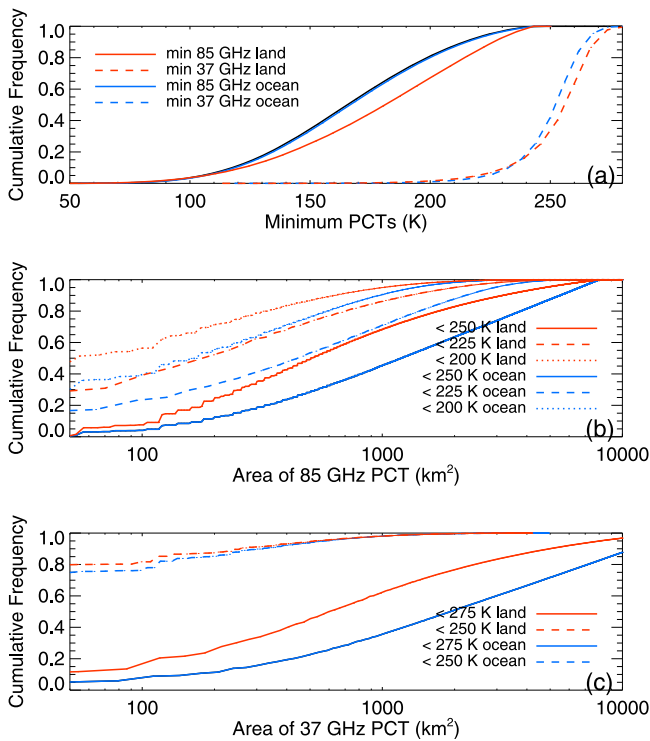 Cumulative Frequency
1.0
0.8
0.6
0.4
0.2
0.0
min 85 GHz land
min 37 GHz land
min 85 GHz ocean
min 37 GHz ocean
(a)
50 100 150 200 250
Minimum PCTs (K)
Cumulative Frequency
1.0
0.8
0.6
0.4
0.2
0.0
< 250 K land
< 225 K land
< 200 K land
< 250 K ocean
< 225 K ocean
< 200 K ocean
(b)
100 1000 10000
Area of 85 GHz PCT (km²)
Cumulative Frequency
1.0
0.8
0.6
0.4
0.2
0.0
< 275 K land
< 250 K land
< 275 K ocean
< 250 K ocean
(c)
100 1000 10000
Area of 37 GHz PCT (km²)